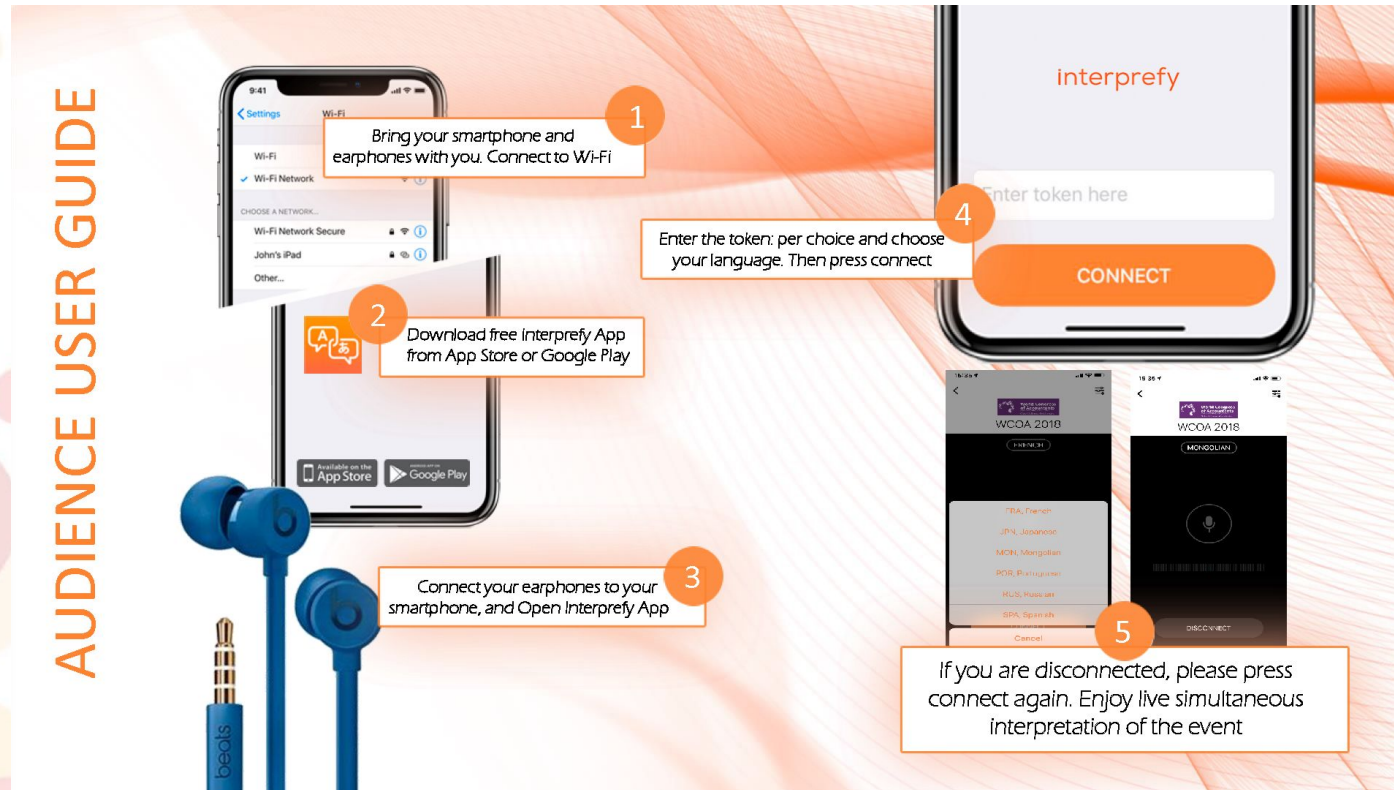 AUDIENCE USER GUIDE
9:41
Settings
Wi-Fi
Wi-Fi
Wi-Fi Network
CHOOSE A NETWORK...
Wi-Fi Network Secure
John's iPad
Other...
1
Bring your smartphone and
earphones with you. Connect to Wi-Fi
2
Download free Interprefy App
from App Store or Google Play
Available on the
App Store
Google Play
3
Connect your earphones to your
smartphone, and Open Interprefy App
beats
interprefy
Enter token here
CONNECT
4
Enter the token: per choice and choose
your language. Then press connect
WCOA 2018
FRENCH
FRA, French
JPN, Japanese
MON, Mongolian
POR, Portuguese
RUS, Russian
SPA, Spanish
Cancel
World Congress
of Accountants
WCOA 2018
MONGOLIAN
DISCONNECT
5
If you are disconnected, please press
connect again. Enjoy live simultaneous
interpretation of the event